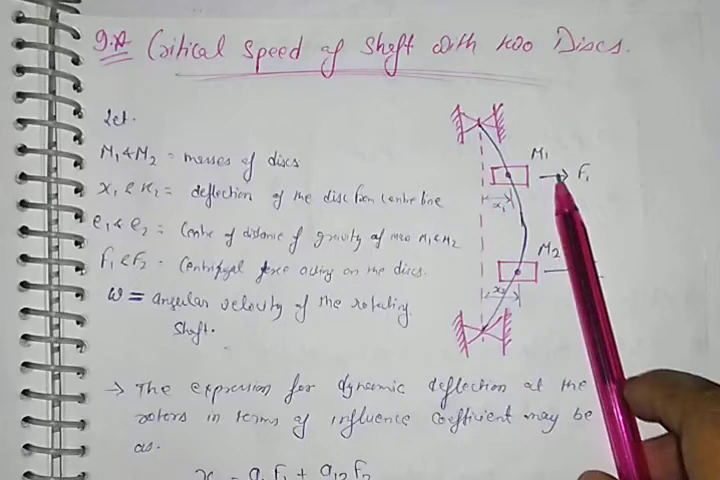 9.A Critical Speed of Shaft with two Discs.
Let.
M₁ & M₂ = masses of discs
x₁ & x₂ = deflection of the disc from centre line
e₁ & e₂ = Centre of distance of gravity of mass M₁ & M₂
F₁ & F₂ - Centrifugal force acting on the discs.
ω = angular velocity of the rotating
shaft.
M₁
F₁
x₁
M₂
x₂
→ The expression for dynamic deflection at the
rotors in terms of influence coefficient may be
as.
F₁ + a₁₂ F₂